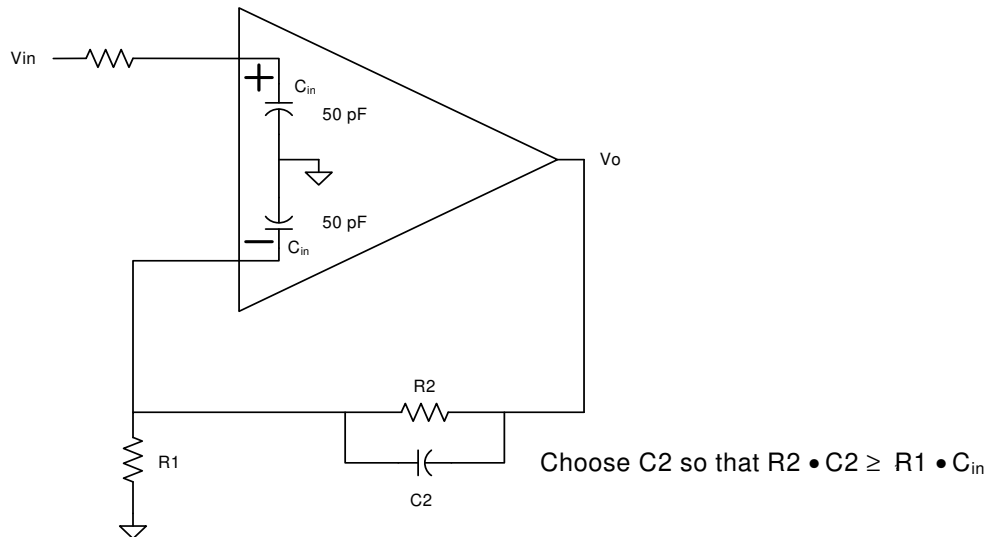 Vin
+
Cin
50 pF
Vo
50 pF
−
Cin
R2
R1
C2
Choose C2 so that R2 • C2 ≥ R1 • Cin